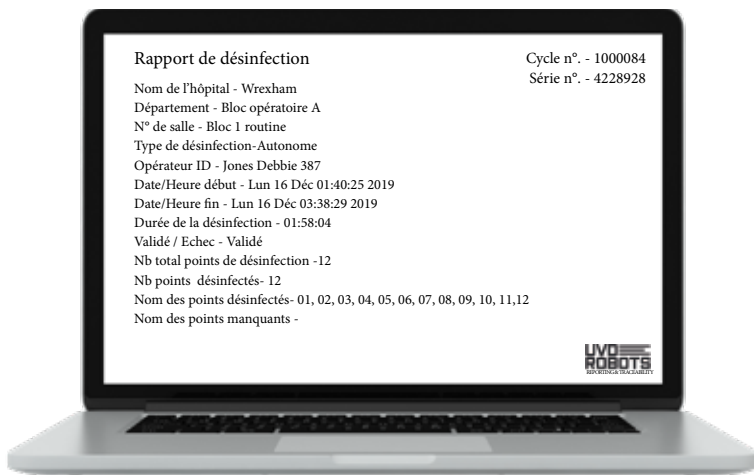 Rapport de désinfection
Cycle n°. - 1000084
Série n°. - 4228928
Nom de l'hôpital - Wrexham
Département - Bloc opératoire A
N° de salle - Bloc 1 routine
Type de désinfection-Autonome
Opérateur ID - Jones Debbie 387
Date/Heure début - Lun 16 Déc 01:40:25 2019
Date/Heure fin - Lun 16 Déc 03:38:29 2019
Durée de la désinfection - 01:58:04
Validé / Echec - Validé
Nb total points de désinfection -12
Nb points  désinfectés- 12
Nom des points désinfectés- 01, 02, 03, 04, 05, 06, 07, 08, 09, 10, 11,12
Nom des points manquants -
UVD
ROBOTS
REPORTING & TRACEABILITY